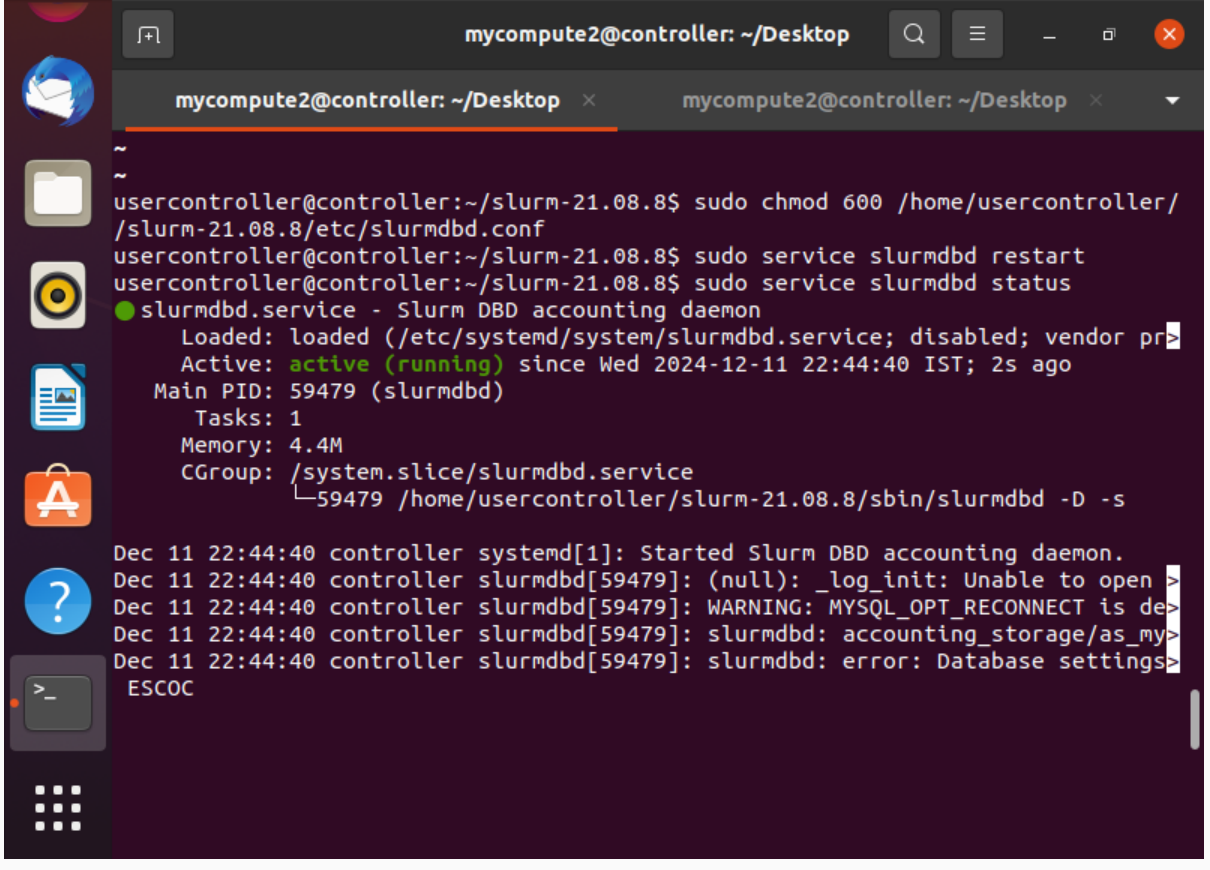 mycompute2@controller: ~/Desktop
mycompute2@controller: ~/Desktop × mycompute2@controller: ~/Desktop ×
~
~
usercontroller@controller:~/slurm-21.08.8$ sudo chmod 600 /home/usercontroller/
/slurm-21.08.8/etc/slurmdbd.conf
usercontroller@controller:~/slurm-21.08.8$ sudo service slurmdbd restart
usercontroller@controller:~/slurm-21.08.8$ sudo service slurmdbd status
● slurmdbd.service - Slurm DBD accounting daemon
Loaded: loaded (/etc/systemd/system/slurmdbd.service; disabled; vendor pr>
Active: active (running) since Wed 2024-12-11 22:44:40 IST; 2s ago
Main PID: 59479 (slurmdbd)
Tasks: 1
Memory: 4.4M
CGroup: /system.slice/slurmdbd.service
└─59479 /home/usercontroller/slurm-21.08.8/sbin/slurmdbd -D -s
Dec 11 22:44:40 controller systemd[1]: Started Slurm DBD accounting daemon.
Dec 11 22:44:40 controller slurmdbd[59479]: (null): _log_init: Unable to open >
Dec 11 22:44:40 controller slurmdbd[59479]: WARNING: MYSQL_OPT_RECONNECT is de>
Dec 11 22:44:40 controller slurmdbd[59479]: slurmdbd: accounting_storage/as_my>
Dec 11 22:44:40 controller slurmdbd[59479]: slurmdbd: error: Database settings>
ESCOC